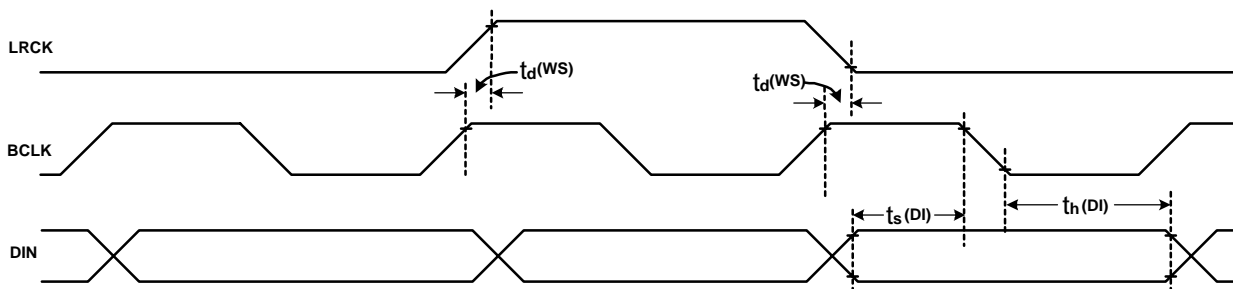 LRCK
td(WS)
td(WS)
BCLK
ts(DI)
th(DI)
DIN